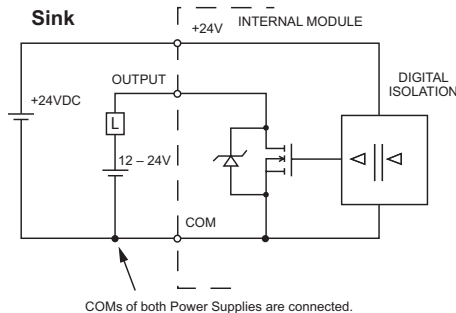 Sink
INTERNAL MODULE
+24V
OUTPUT
DIGITAL
ISOLATION
+24VDC
L
12 – 24V
COM
COMs of both Power Supplies are connected.